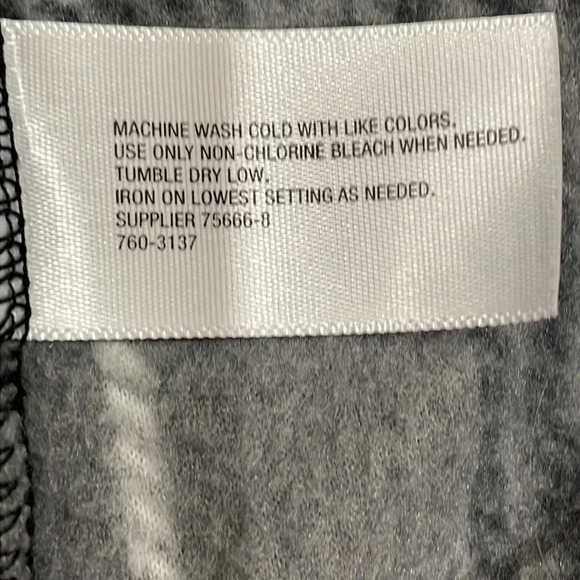 MACHINE WASH COLD WITH LIKE COLORS.
USE ONLY NON-CHLORINE BLEACH WHEN NEEDED.
TUMBLE DRY LOW.
IRON ON LOWEST SETTING AS NEEDED.
SUPPLIER 75666-8
760-3137